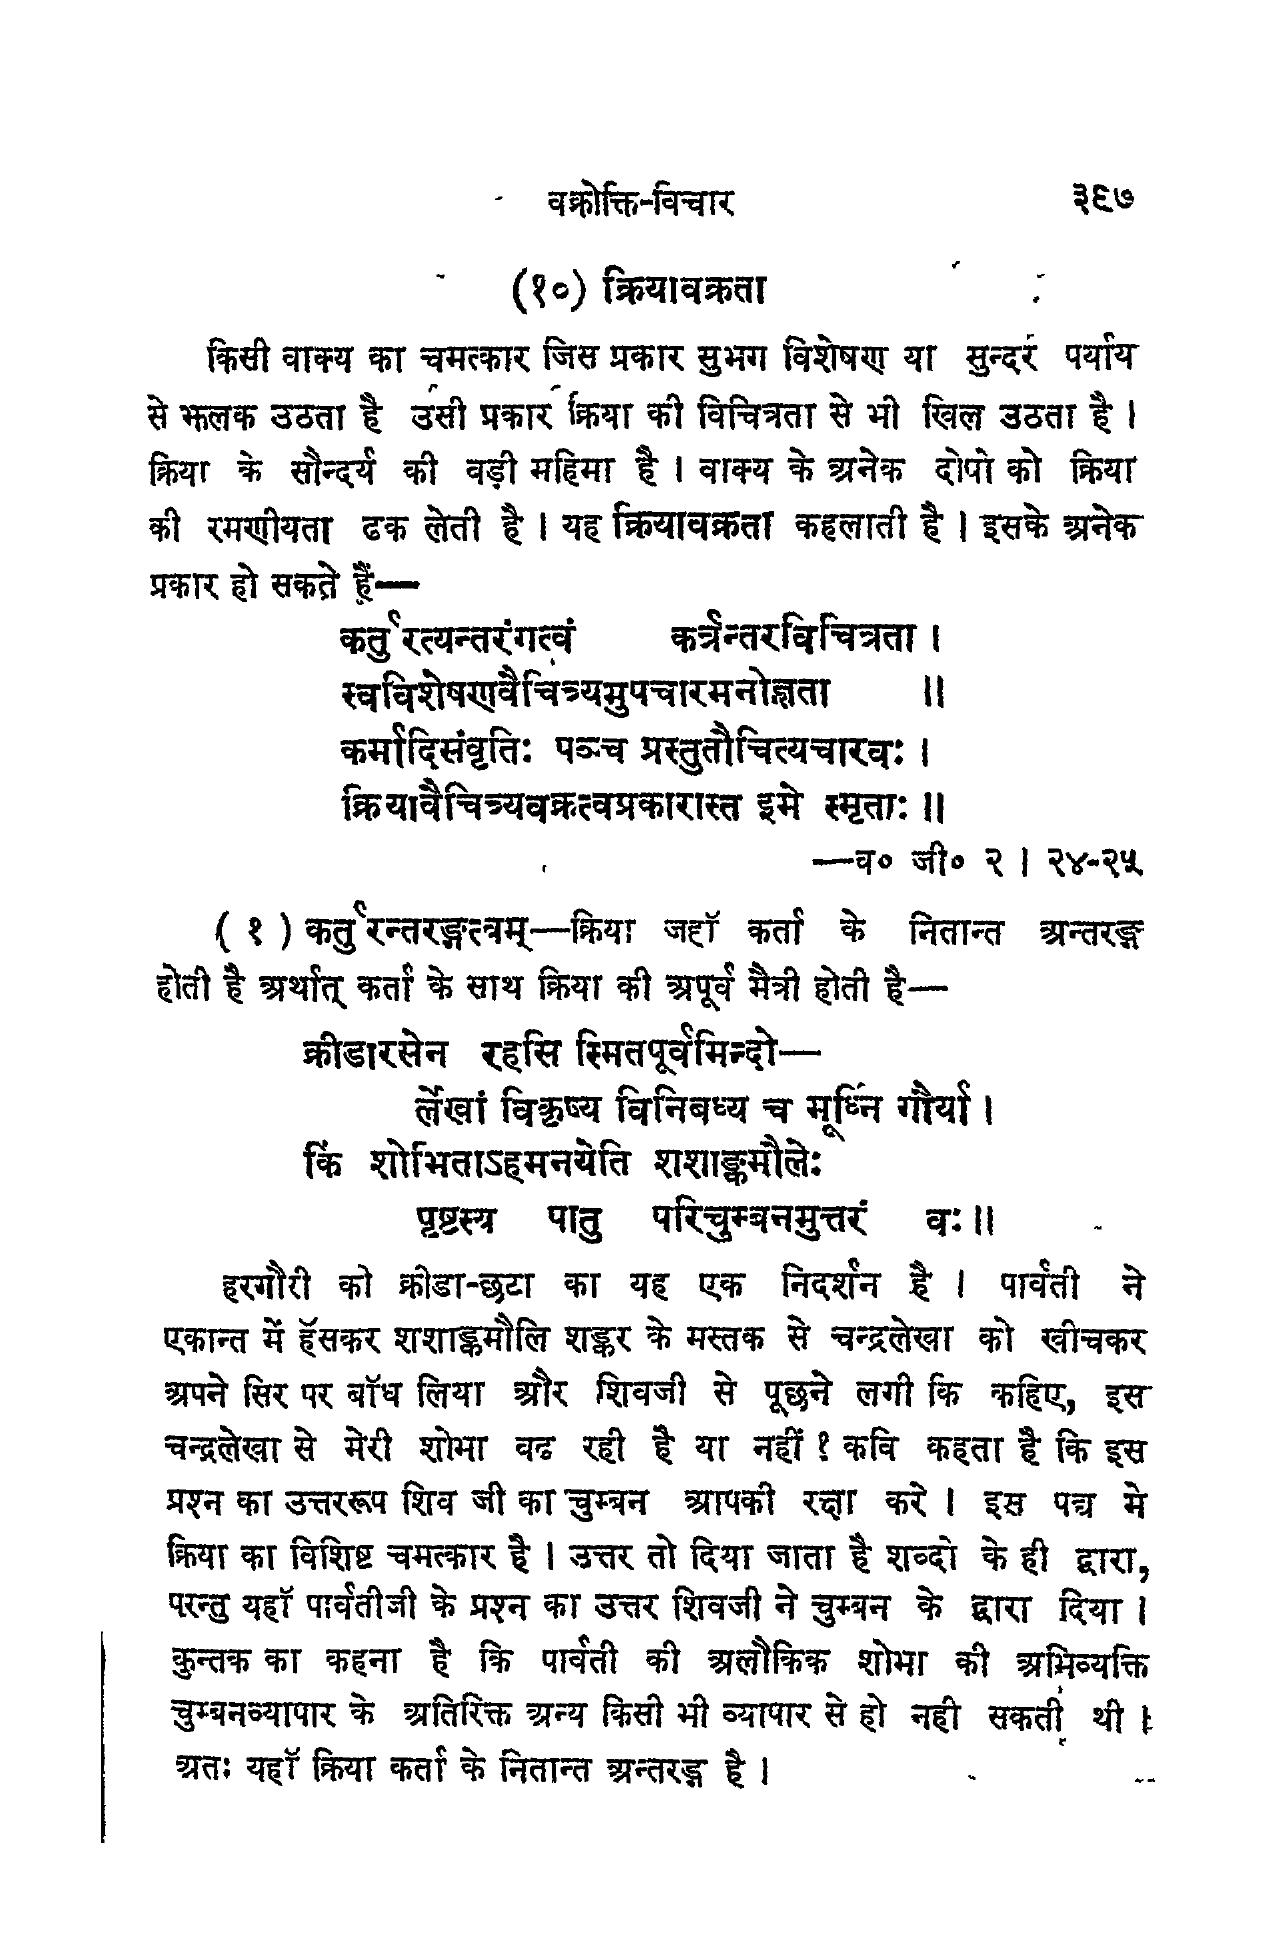 वक्रोक्ति-विचार ३९७
(१०) क्रियावक्रता
किसी वाक्य का चमत्कार जिस प्रकार सुभग विशेषण या सुन्दर पर्याय
से झलक उठता है उसी प्रकार क्रिया की विचित्रता से भी खिल उठता है ।
क्रिया के सौन्दर्य की वड़ी महिमा है । वाक्य के अनेक दोपो को क्रिया
की रमणीयता ढक लेती है । यह क्रियावक्रता कहलाती है । इसके अनेक
प्रकार हो सकते हैं—
कर्तुरत्यन्तरंगत्वं कर्त्रन्तरविचित्रता ।
स्वविशेषणवैचित्र्यमुपचारमनोज्ञता ॥
कर्मादिसंवृतिः पञ्च प्रस्तुतौचित्यचारवः ।
क्रियावैचित्र्यवक्रत्वप्रकारास्त इमे स्मृताः ॥
—व० जी० २ । २४-२५
( १ ) कर्तुरन्तरङ्गत्वम्—क्रिया जहॉ कर्ता के नितान्त अन्तरङ्ग
होती है अर्थात् कर्ता के साथ क्रिया की अपूर्व मैत्री होती है—
क्रीडारसेन रहसि स्मितपूर्वमिन्दो—
र्लेखां विकृष्य विनिबध्य च मूर्ध्नि गौर्या ।
किं शोभिताऽहमनयेति शशाङ्कमौलेः
पृष्टस्य पातु परिचुम्बनमुत्तरं वः ॥
हरगौरी को क्रीडा-छटा का यह एक निदर्शन है । पार्वती ने
एकान्त में हॅसकर शशाङ्कमौलि शङ्कर के मस्तक से चन्द्रलेखा को खीचकर
अपने सिर पर बॉध लिया और शिवजी से पूछने लगी कि कहिए, इस
चन्द्रलेखा से मेरी शोभा वढ रही है या नहीं ? कवि कहता है कि इस
प्रश्न का उत्तररूप शिव जी का चुम्बन आपकी रक्षा करे । इस पद्य मे
क्रिया का विशिष्ट चमत्कार है । उत्तर तो दिया जाता है शब्दो के ही द्वारा,
परन्तु यहॉ पार्वतीजी के प्रश्न का उत्तर शिवजी ने चुम्बन के द्वारा दिया ।
कुन्तक का कहना है कि पार्वती की अलौकिक शोभा की अभिव्यक्ति
चुम्बनव्यापार के अतिरिक्त अन्य किसी भी व्यापार से हो नही सकती थी ।
अतः यहॉ क्रिया कर्ता के नितान्त अन्तरङ्ग है ।